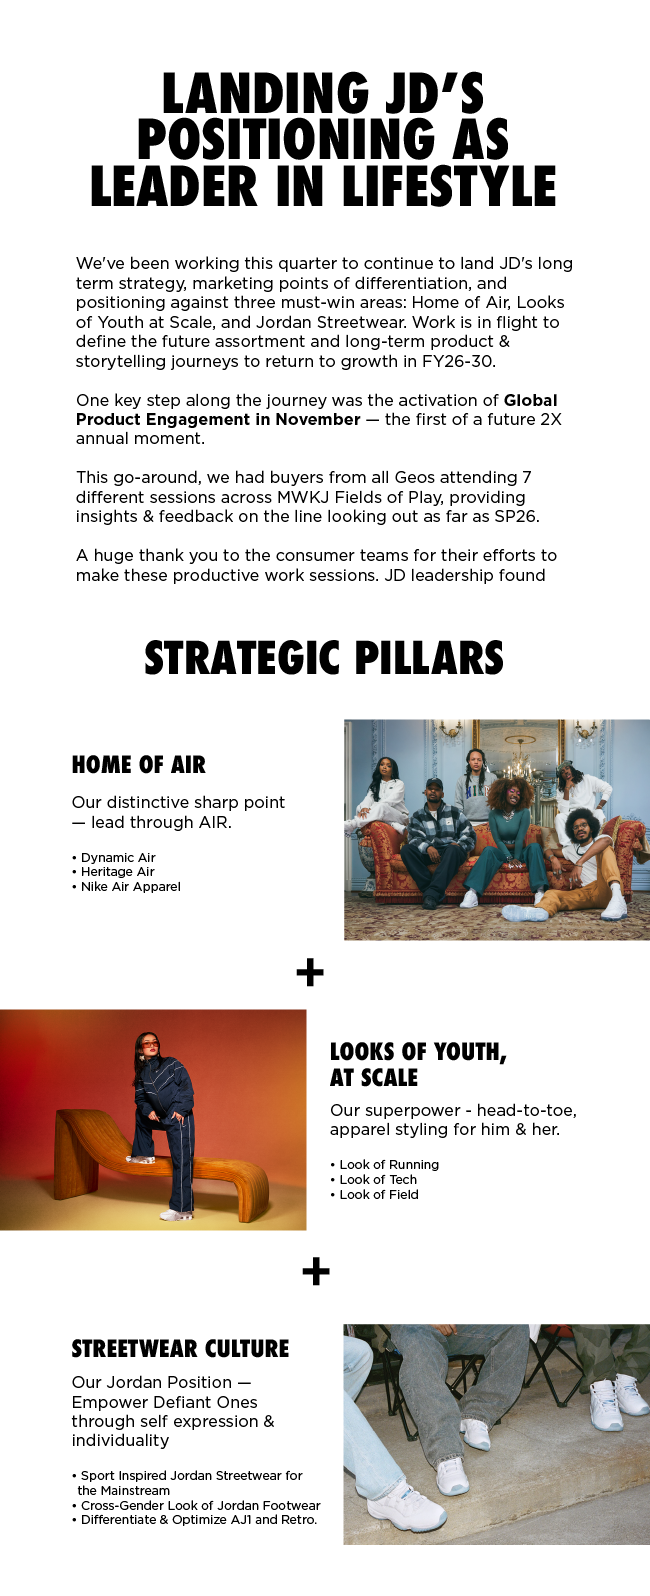 LANDING JD’S
POSITIONING AS
LEADER IN LIFESTYLE
We've been working this quarter to continue to land JD's long
term strategy, marketing points of differentiation, and
positioning against three must-win areas: Home of Air, Looks
of Youth at Scale, and Jordan Streetwear. Work is in flight to
define the future assortment and long-term product &
storytelling journeys to return to growth in FY26-30.
One key step along the journey was the activation of Global
Product Engagement in November — the first of a future 2X
annual moment.
This go-around, we had buyers from all Geos attending 7
different sessions across MWKJ Fields of Play, providing
insights & feedback on the line looking out as far as SP26.
A huge thank you to the consumer teams for their efforts to
make these productive work sessions. JD leadership found
STRATEGIC PILLARS
HOME OF AIR
Our distinctive sharp point
— lead through AIR.
• Dynamic Air
• Heritage Air
• Nike Air Apparel
+
LOOKS OF YOUTH,
AT SCALE
Our superpower - head-to-toe,
apparel styling for him & her.
• Look of Running
• Look of Tech
• Look of Field
+
STREETWEAR CULTURE
Our Jordan Position —
Empower Defiant Ones
through self expression &
individuality
• Sport Inspired Jordan Streetwear for
the Mainstream
• Cross-Gender Look of Jordan Footwear
• Differentiate & Optimize AJ1 and Retro.